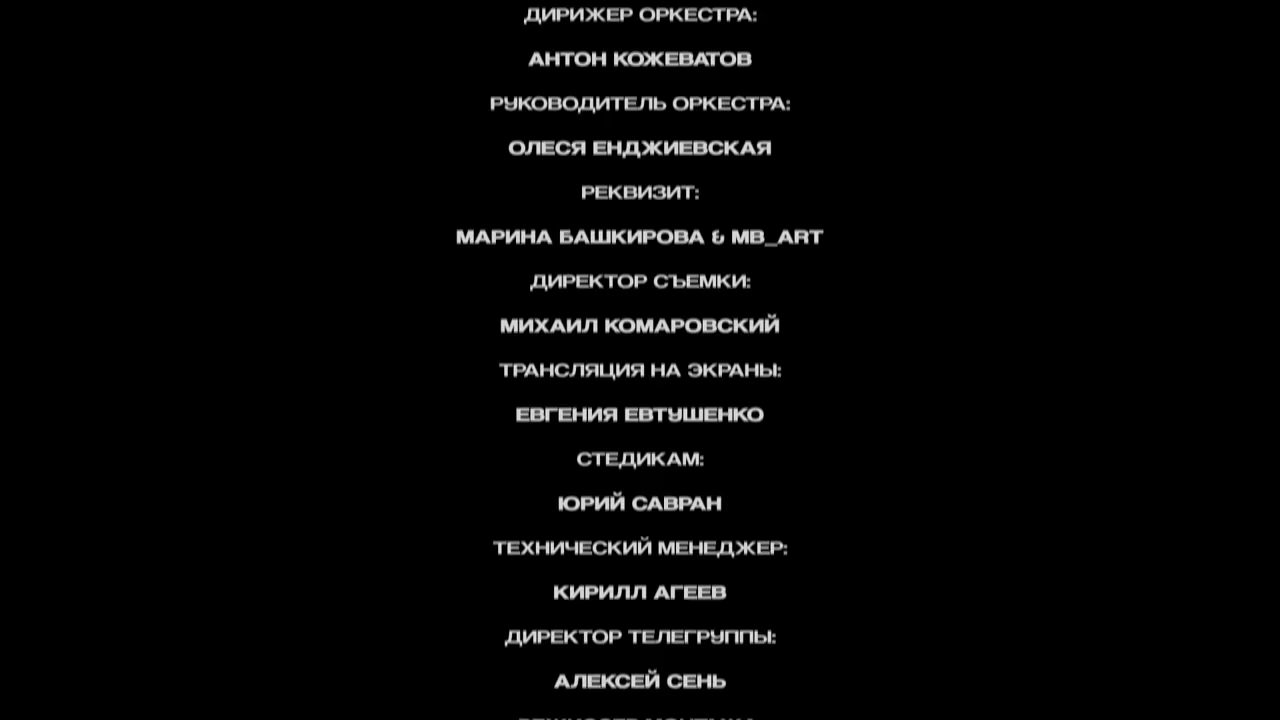 ДИРИЖЕР ОРКЕСТРА:
АНТОН КОЖЕВАТОВ
РУКОВОДИТЕЛЬ ОРКЕСТРА:
ОЛЕСЯ ЕНДЖИЕВСКАЯ
РЕКВИЗИТ:
МАРИНА БАШКИРОВА & MB_ART
ДИРЕКТОР СЪЕМКИ:
МИХАИЛ КОМАРОВСКИЙ
ТРАНСЛЯЦИЯ НА ЭКРАНЫ:
ЕВГЕНИЯ ЕВТУШЕНКО
СТЕДИКАМ:
ЮРИЙ САВРАН
ТЕХНИЧЕСКИЙ МЕНЕДЖЕР:
КИРИЛЛ АГЕЕВ
ДИРЕКТОР ТЕЛЕГРУППЫ:
АЛЕКСЕЙ СЕНЬ